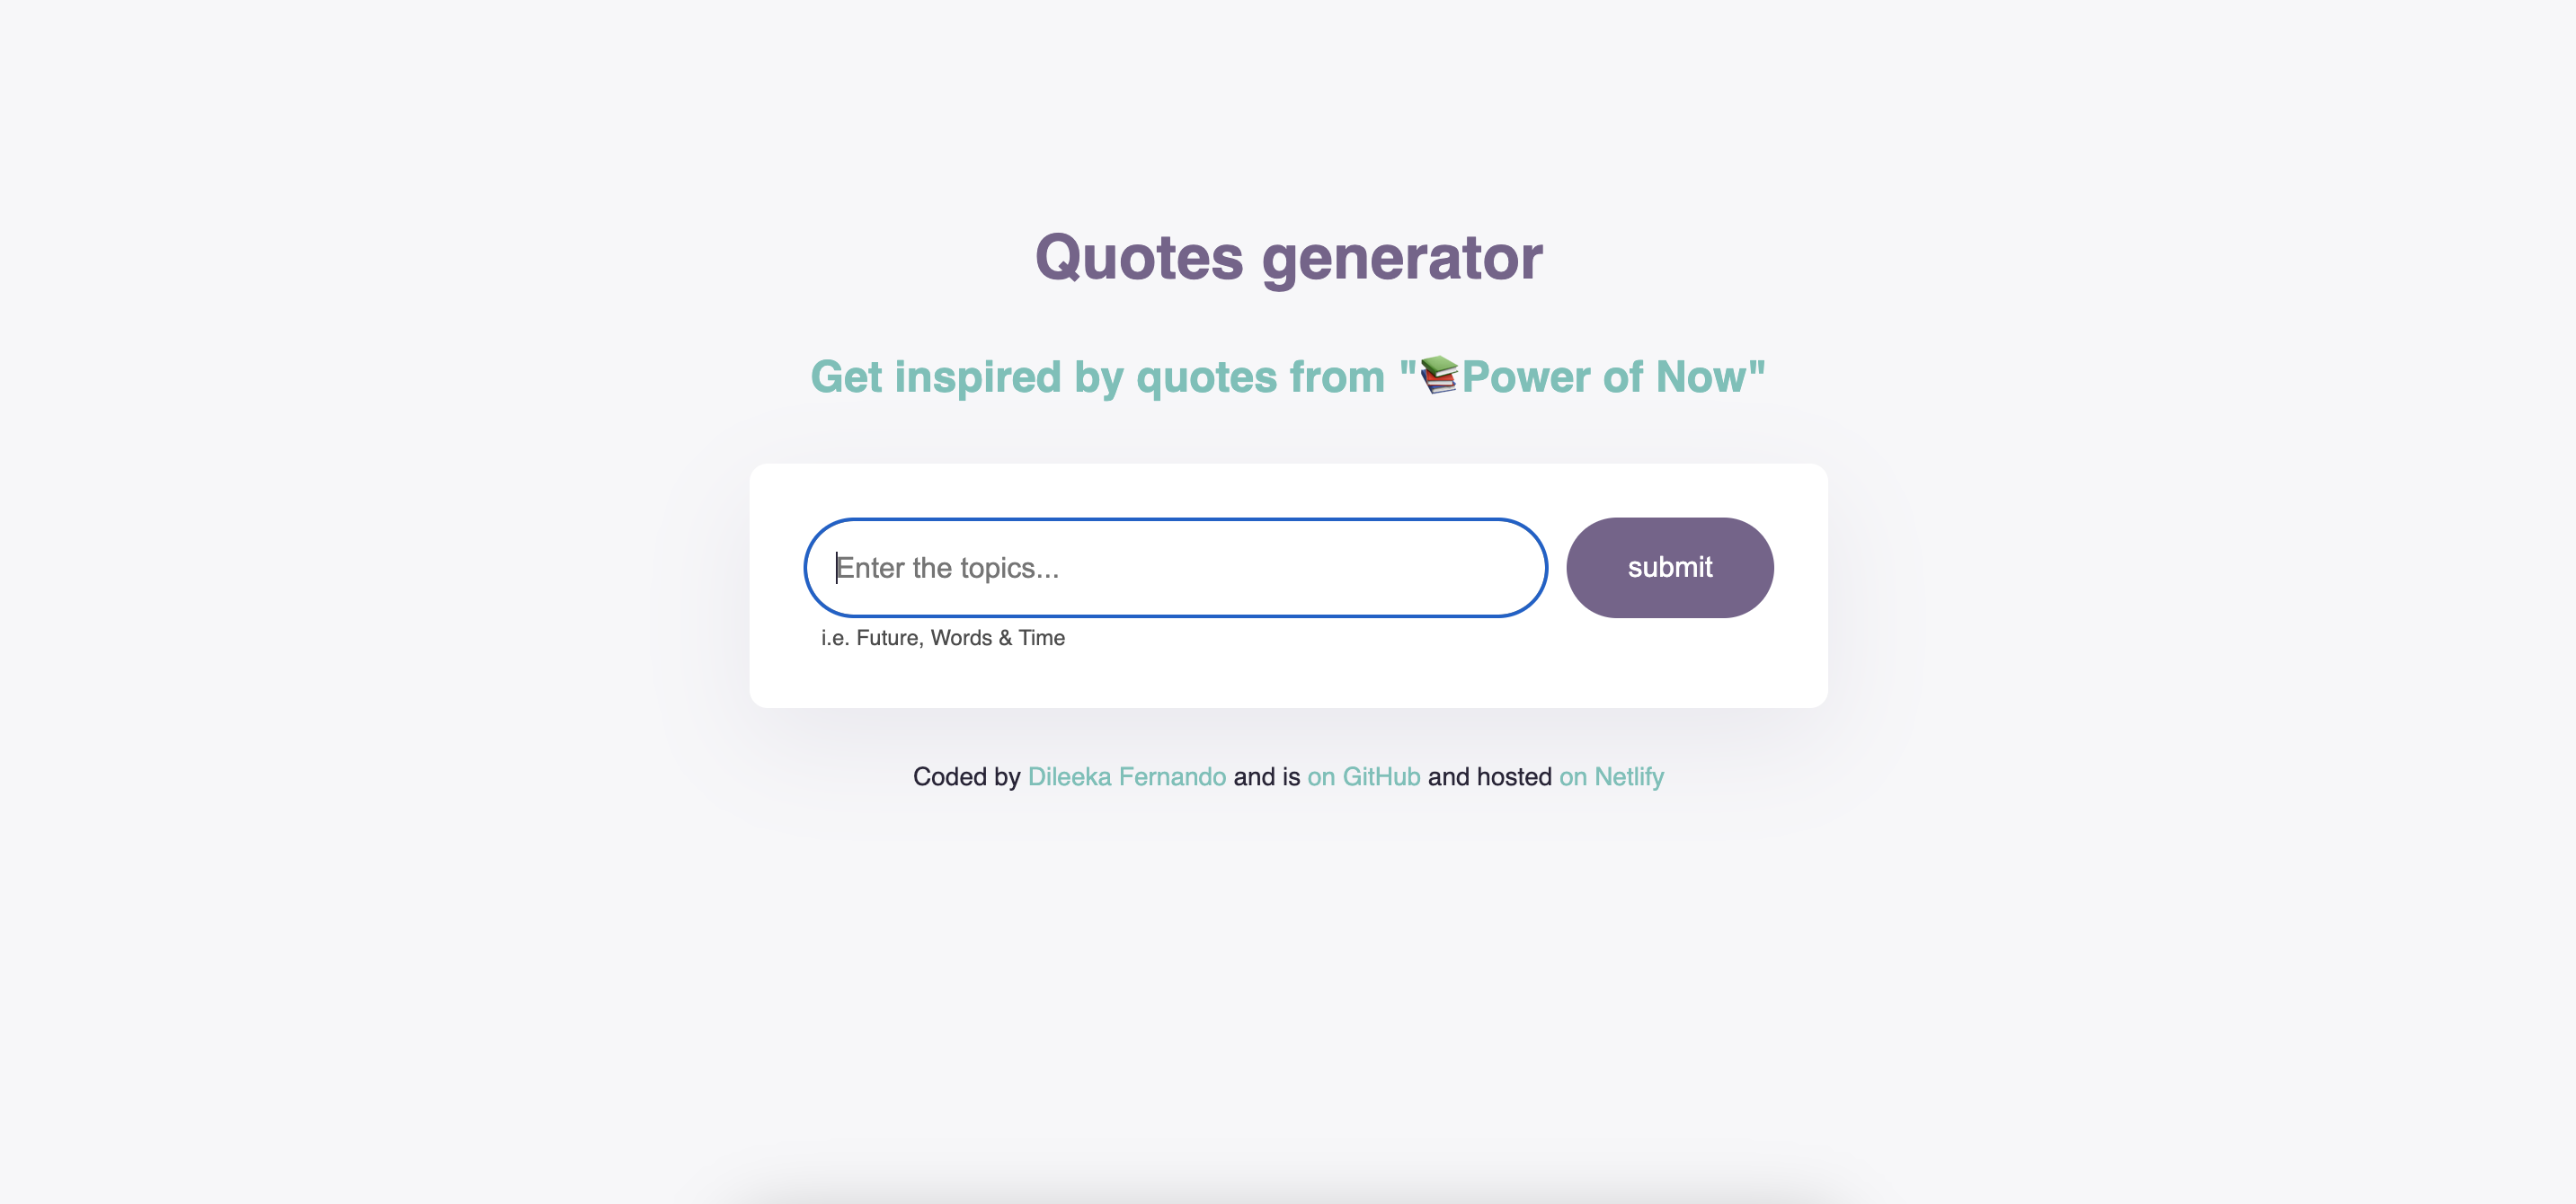 Quotes generator
Get inspired by quotes from "📚Power of Now"
Enter the topics...
submit
i.e. Future, Words & Time
Coded by Dileeka Fernando and is on GitHub and hosted on Netlify